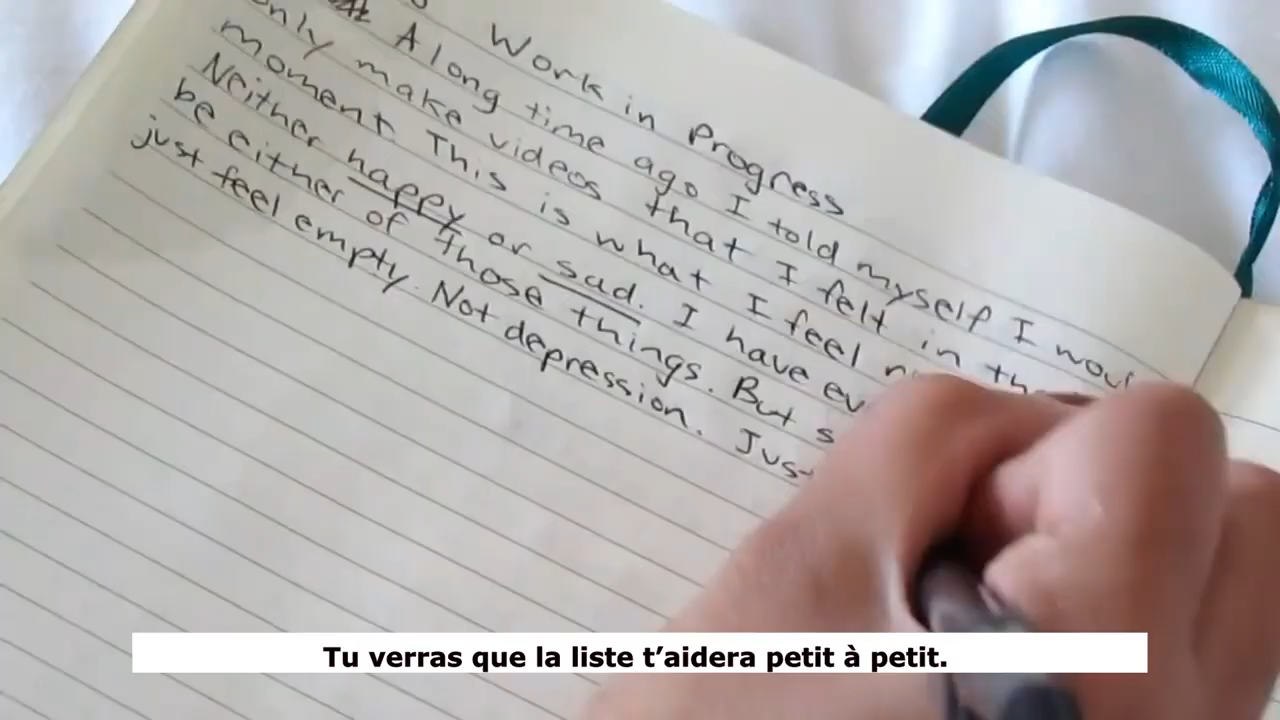 Work in Progress
A long time ago I told myself I
only make videos that I felt in
moment. This is what I feel
Neither happy or sad. I have
be either of those things. But
just feel empty. Not depression.
Tu verras que la liste t’aidera petit à petit.